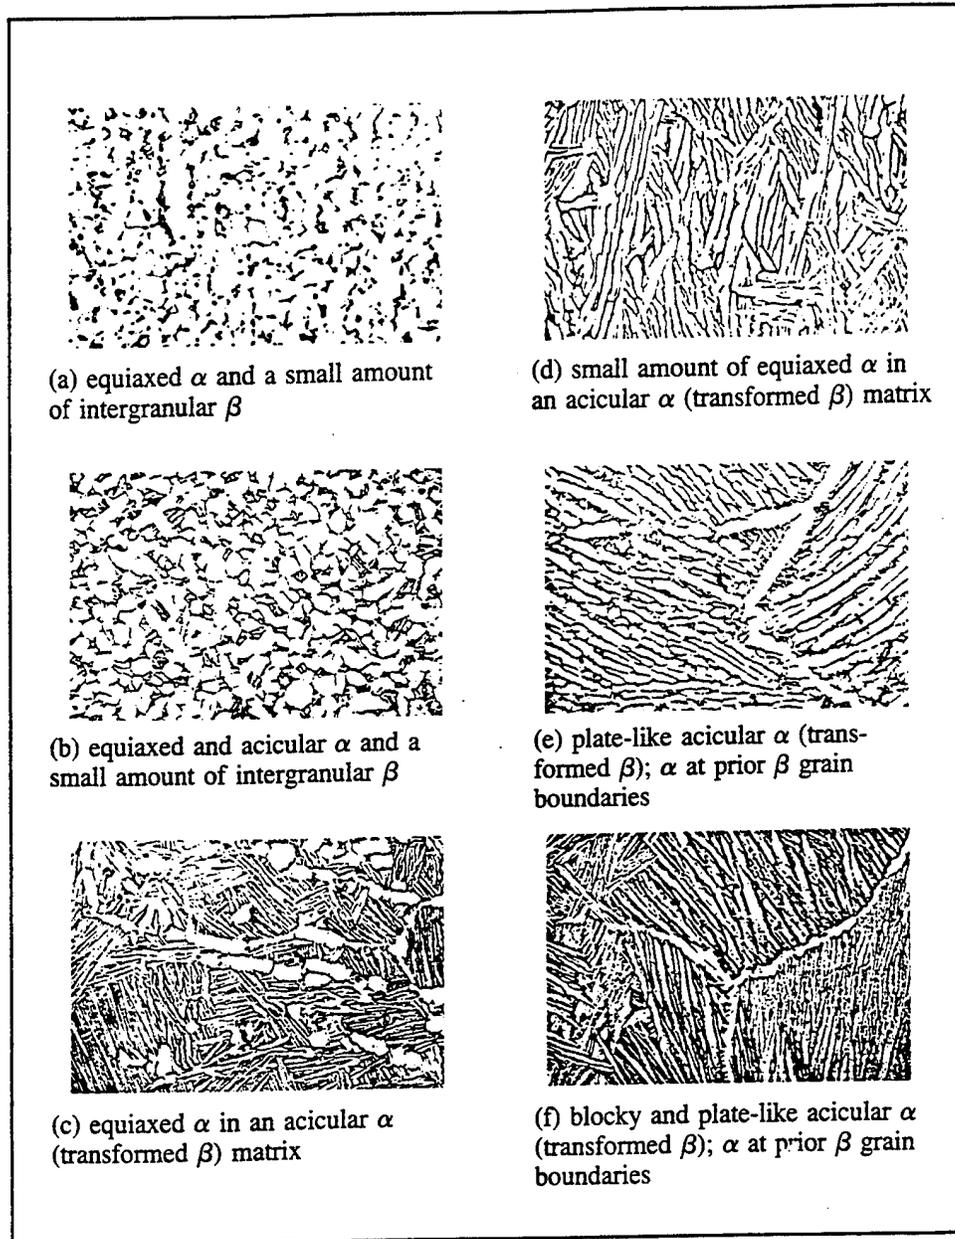 (a) equiaxed α and a small amount
of intergranular β
(b) equiaxed and acicular α and a
small amount of intergranular β
(c) equiaxed α in an acicular α
(transformed β) matrix
(d) small amount of equiaxed α in
an acicular α (transformed β) matrix
(e) plate-like acicular α (trans-
formed β); α at prior β grain
boundaries
(f) blocky and plate-like acicular α
(transformed β); α at prior β grain
boundaries